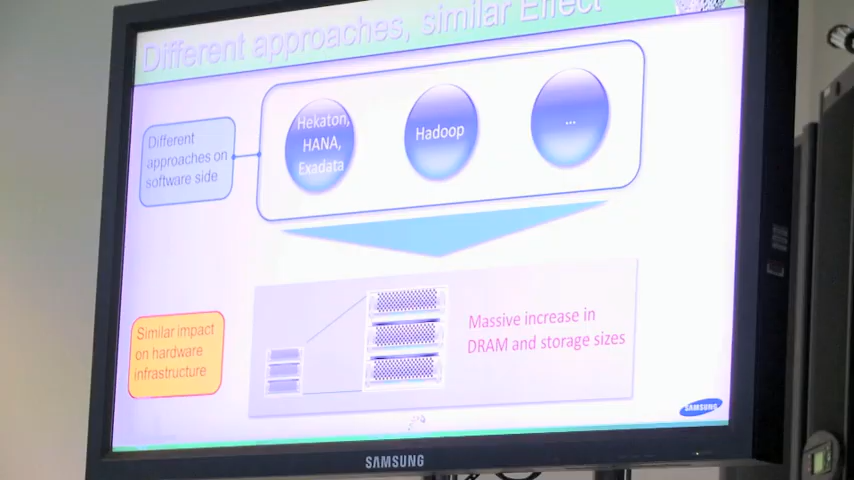 Different approaches, similar Effect
Different
approaches on
software side
Hekaton,
HANA,
Exadata
Hadoop
...
Similar impact
on hardware
infrastructure
Massive increase in
DRAM and storage sizes
SAMSUNG
SAMSUNG